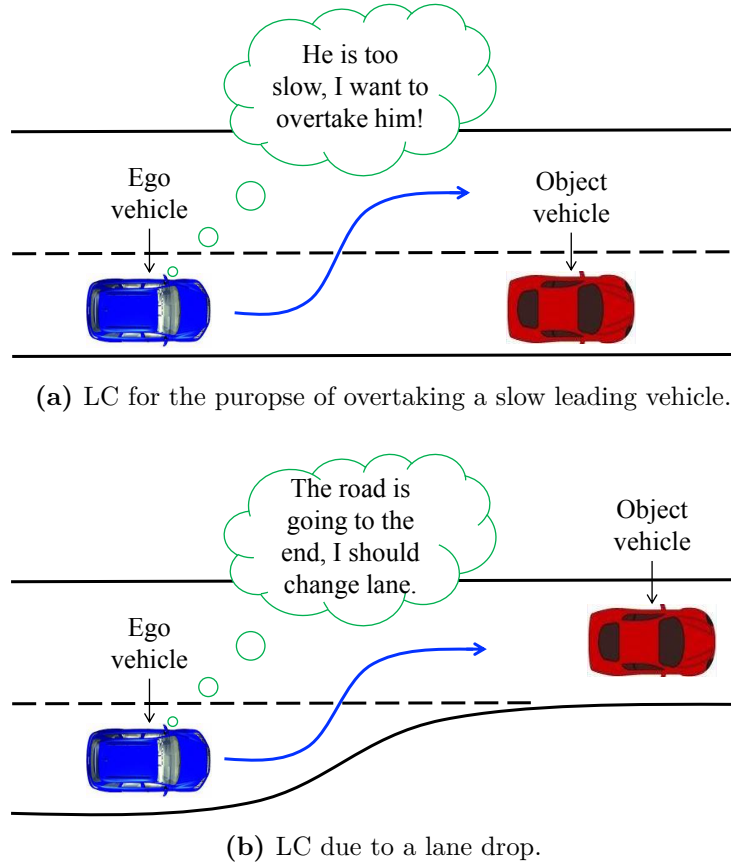 He is too
slow, I want to
overtake him!
Ego
vehicle
Object
vehicle
(a) LC for the puropse of overtaking a slow leading vehicle.
The road is
going to the
end, I should
change lane.
Object
vehicle
Ego
vehicle
(b) LC due to a lane drop.